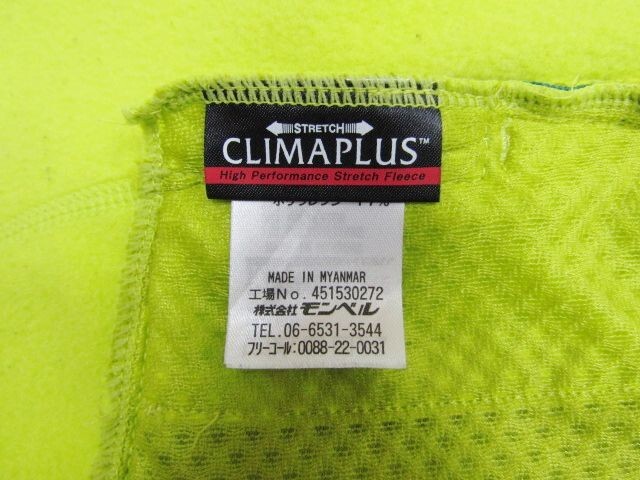 STRETCH
CLIMAPLUS™
High Performance Stretch Fleece
MADE IN MYANMAR
工場No. 451530272
株式会社 モンベル
TEL. 06-6531-3544
フリーコール:0088-22-0031